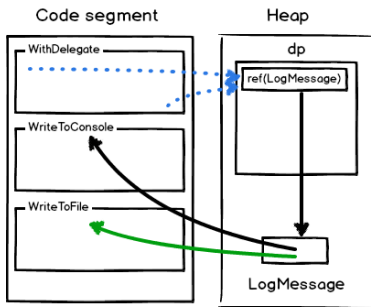 Code segment
Heap
WithDelegate
dp
ref(LogMessage)
WriteToConsole
WriteToFile
LogMessage